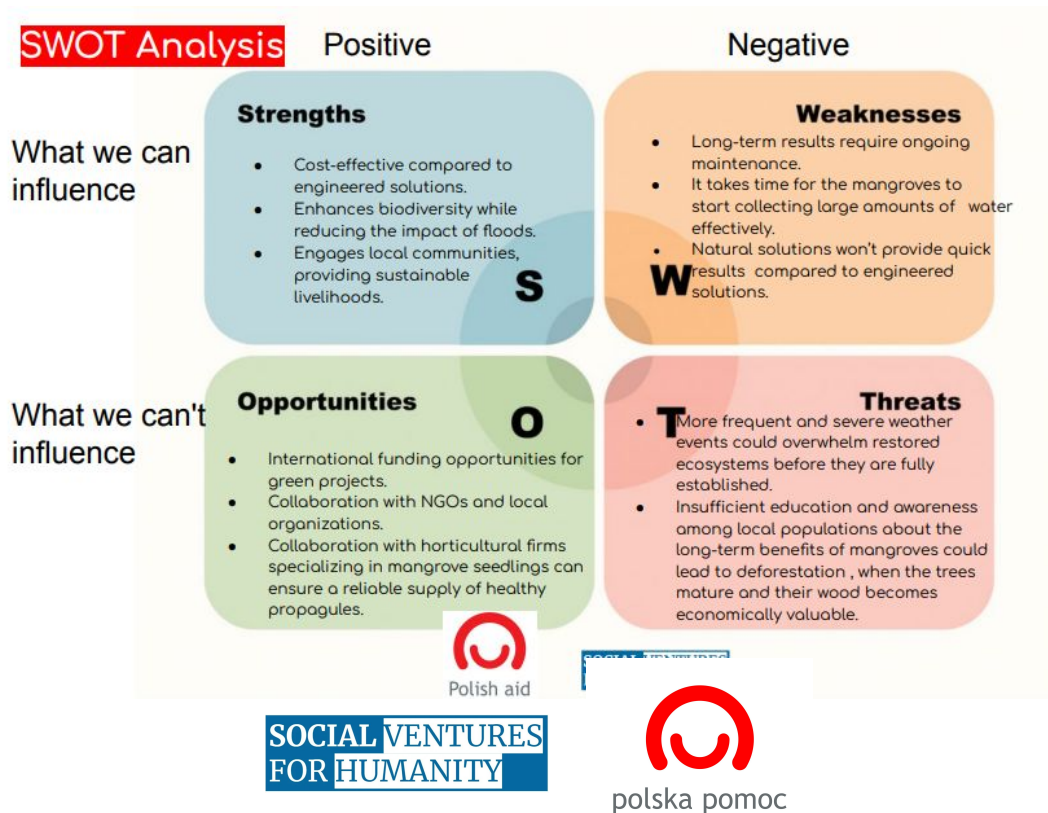 SWOT Analysis
Positive
Negative
What we can
influence
Strengths
● Cost-effective compared to
engineered solutions.
● Enhances biodiversity while
reducing the impact of floods.
● Engages local communities,
providing sustainable
livelihoods.
S
Weaknesses
● Long-term results require ongoing
maintenance.
● It takes time for the mangroves to
start collecting large amounts of water
effectively.
● Natural solutions won't provide quick
results compared to engineered
solutions.
W
What we can't
influence
Opportunities
O
● International funding opportunities for
green projects.
● Collaboration with NGOs and local
organizations.
● Collaboration with horticultural firms
specializing in mangrove seedlings can
ensure a reliable supply of healthy
propagules.
Threats
T
● More frequent and severe weather
events could overwhelm restored
ecosystems before they are fully
established.
● Insufficient education and awareness
among local populations about the
long-term benefits of mangroves could
lead to deforestation , when the trees
mature and their wood becomes
economically valuable.
Polish aid
SOCIAL VENTURES
SOCIAL VENTURES
FOR HUMANITY
polska pomoc